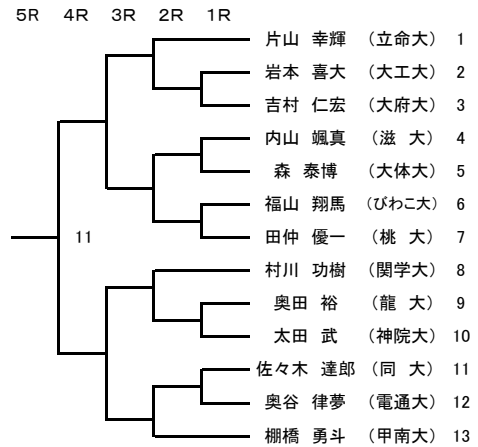 5R 4R 3R 2R 1R
片山 幸輝 （立命大） 1
岩本 喜大 （大工大） 2
吉村 仁宏 （大府大） 3
内山 颯真 （滋 大） 4
森 泰博 （大体大） 5
福山 翔馬 （びわこ大） 6
田仲 優一 （桃 大） 7
11
村川 功樹 （関学大） 8
奥田 裕 （龍 大） 9
太田 武 （神院大） 10
佐々木 達郎 （同 大） 11
奥谷 律夢 （電通大） 12
棚橋 勇斗 （甲南大） 13